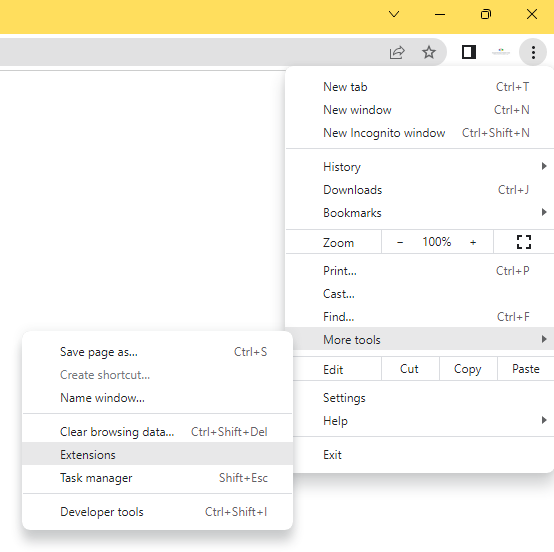 New tab Ctrl+T
New window Ctrl+N
New Incognito window Ctrl+Shift+N
History
Downloads Ctrl+J
Bookmarks
Zoom − 100% +
Print... Ctrl+P
Cast...
Find... Ctrl+F
More tools
Edit Cut Copy Paste
Settings
Help
Exit
Save page as... Ctrl+S
Create shortcut...
Name window...
Clear browsing data... Ctrl+Shift+Del
Extensions
Task manager Shift+Esc
Developer tools Ctrl+Shift+I